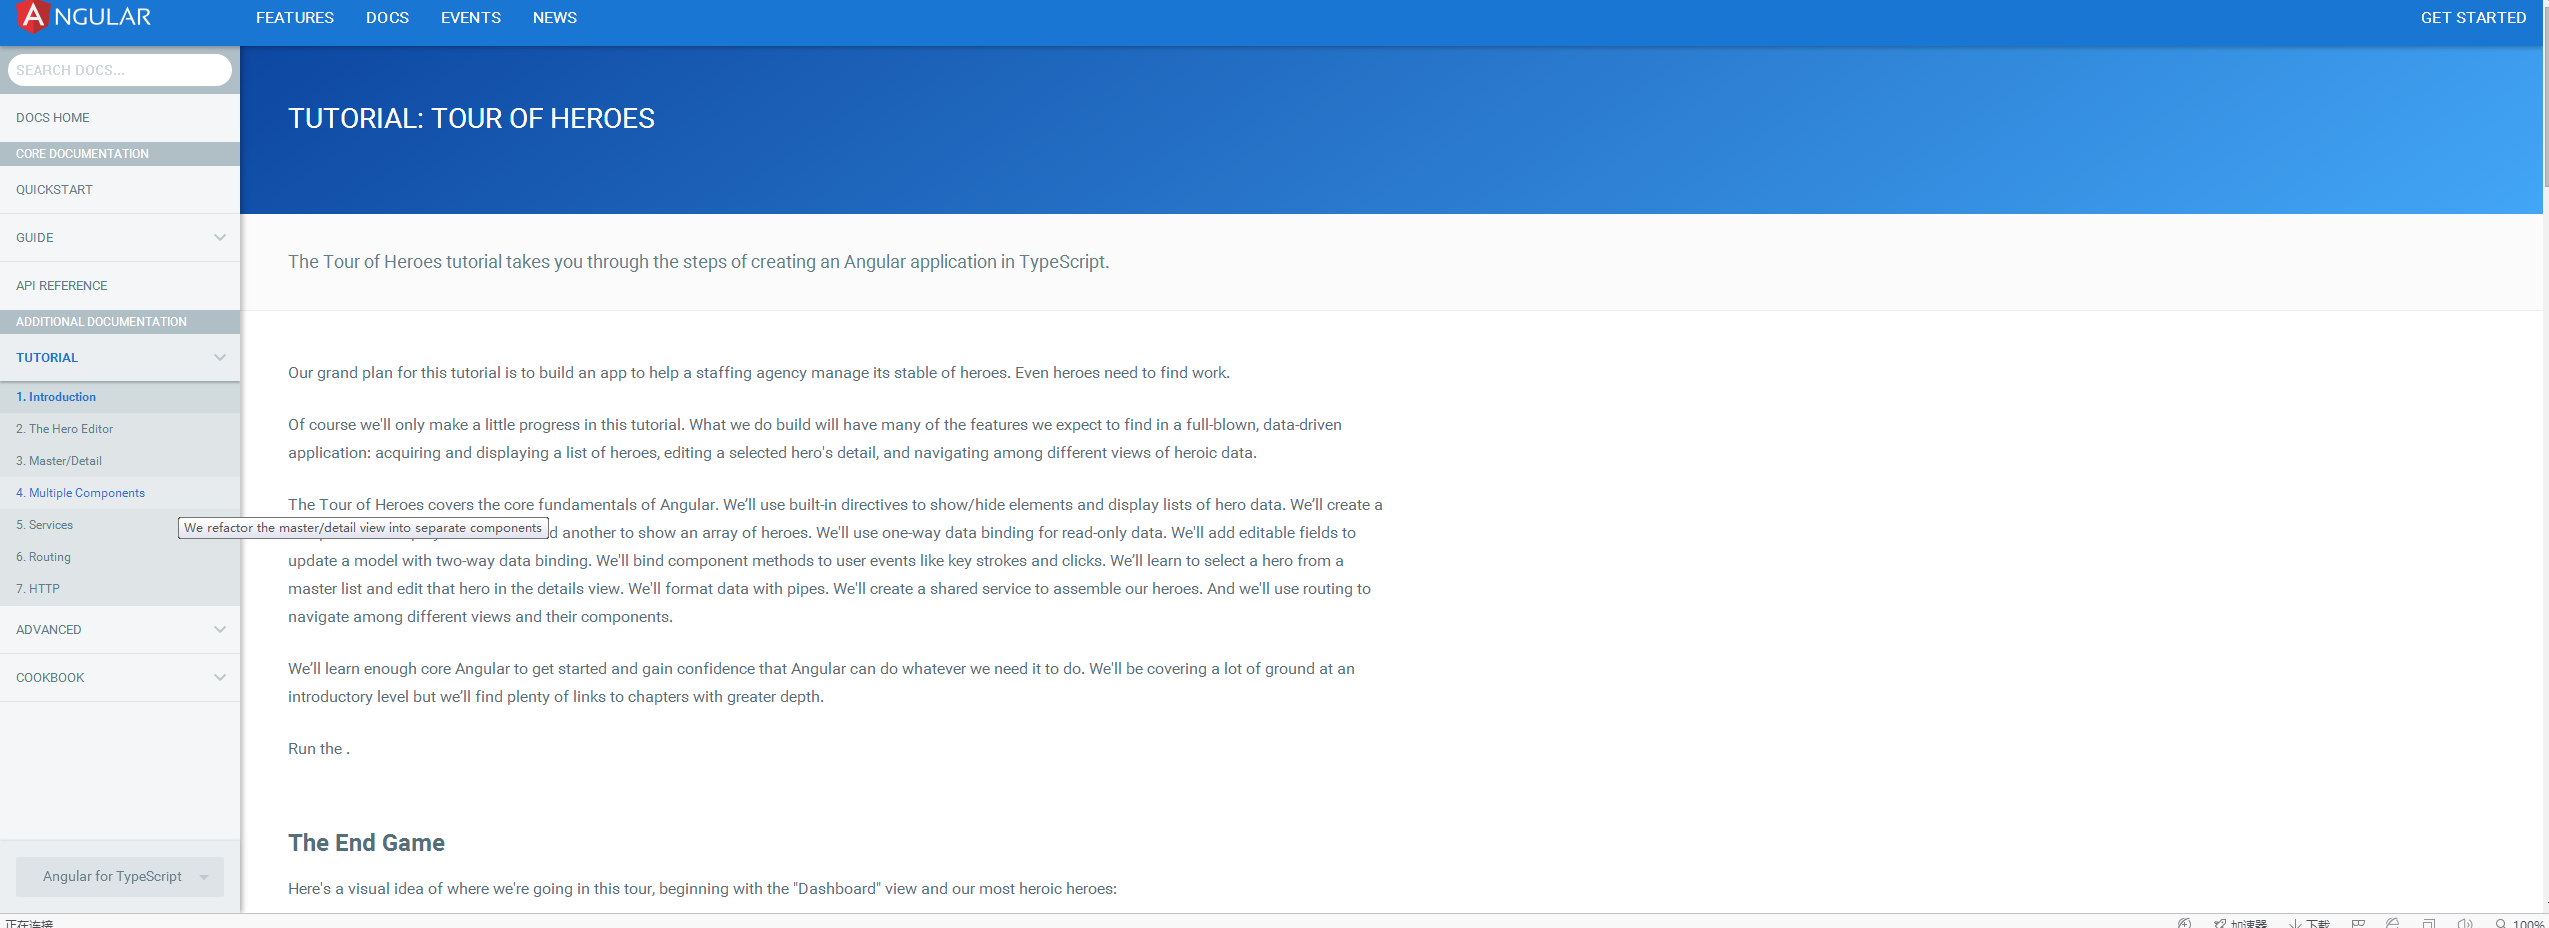 ANGULAR
FEATURES DOCS EVENTS NEWS
GET STARTED
SEARCH DOCS...
DOCS HOME
CORE DOCUMENTATION
QUICKSTART
GUIDE
API REFERENCE
ADDITIONAL DOCUMENTATION
TUTORIAL
1. Introduction
2. The Hero Editor
3. Master/Detail
4. Multiple Components
5. Services
6. Routing
7. HTTP
ADVANCED
COOKBOOK
Angular for TypeScript
TUTORIAL: TOUR OF HEROES
The Tour of Heroes tutorial takes you through the steps of creating an Angular application in TypeScript.
Our grand plan for this tutorial is to build an app to help a staffing agency manage its stable of heroes. Even heroes need to find work.
Of course we'll only make a little progress in this tutorial. What we do build will have many of the features we expect to find in a full-blown, data-driven
application: acquiring and displaying a list of heroes, editing a selected hero's detail, and navigating among different views of heroic data.
The Tour of Heroes covers the core fundamentals of Angular. We’ll use built-in directives to show/hide elements and display lists of hero data. We’ll create a
We refactor the master/detail view into separate components
another to show an array of heroes. We'll use one-way data binding for read-only data. We'll add editable fields to
update a model with two-way data binding. We'll bind component methods to user events like key strokes and clicks. We’ll learn to select a hero from a
master list and edit that hero in the details view. We'll format data with pipes. We'll create a shared service to assemble our heroes. And we'll use routing to
navigate among different views and their components.
We’ll learn enough core Angular to get started and gain confidence that Angular can do whatever we need it to do. We'll be covering a lot of ground at an
introductory level but we’ll find plenty of links to chapters with greater depth.
Run the .
The End Game
Here's a visual idea of where we're going in this tour, beginning with the "Dashboard" view and our most heroic heroes:
正在连接
加速器 下载 100%